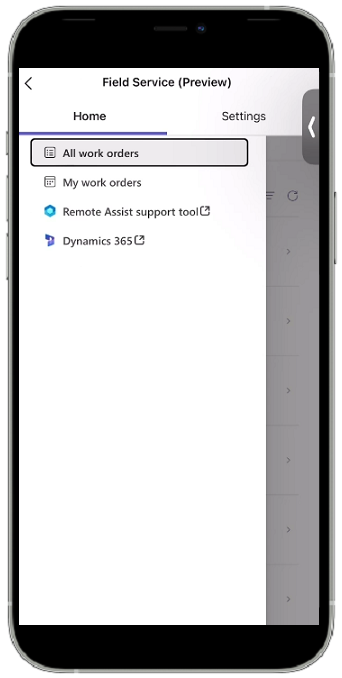 Field Service (Preview)
Home Settings
All work orders
My work orders
Remote Assist support tool
Dynamics 365